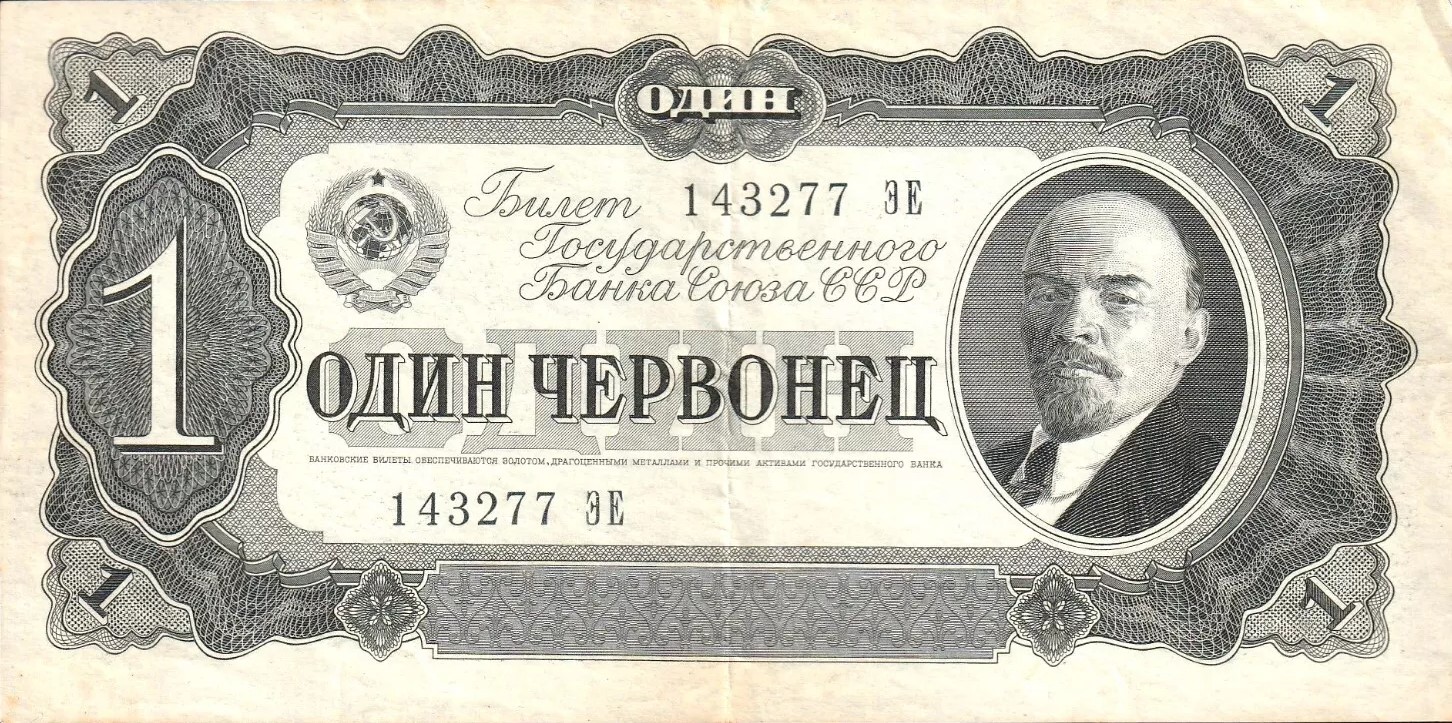 1
1
ОДИН
Билет 143277 ЭЕ
Государственного
Банка Союза ССР
1
ОДИН
ОДИН ЧЕРВОНЕЦ
БАНКОВСКИЕ БИЛЕТЫ ОБЕСПЕЧИВАЮТСЯ ЗОЛОТОМ, ДРАГОЦЕННЫМИ МЕТАЛЛАМИ И ПРОЧИМИ АКТИВАМИ ГОСУДАРСТВЕННОГО БАНКА
143277 ЭЕ
1
1